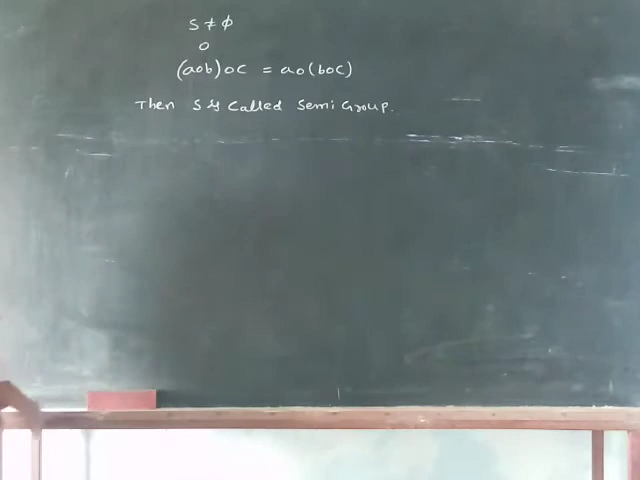 S ≠ ϕ
o
(aob)oc = ao(boc)
Then S is Called Semi Group.